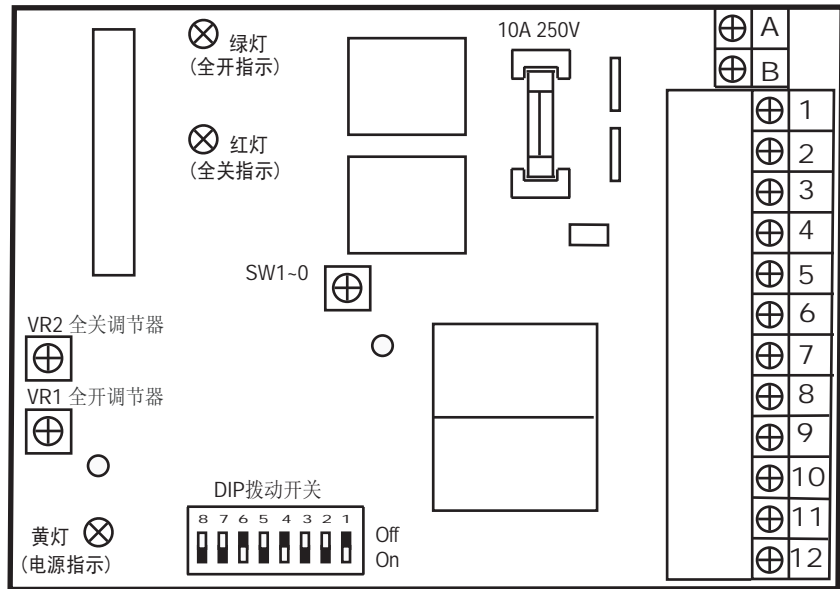 绿灯
(全开指示)
10A 250V
A
B
红灯
(全关指示)
1
2
3
4
5
6
7
8
9
10
11
12
SW1~0
VR2 全关调节器
VR1 全开调节器
DIP拨动开关
8 7 6 5 4 3 2 1
Off
On
黄灯
(电源指示)